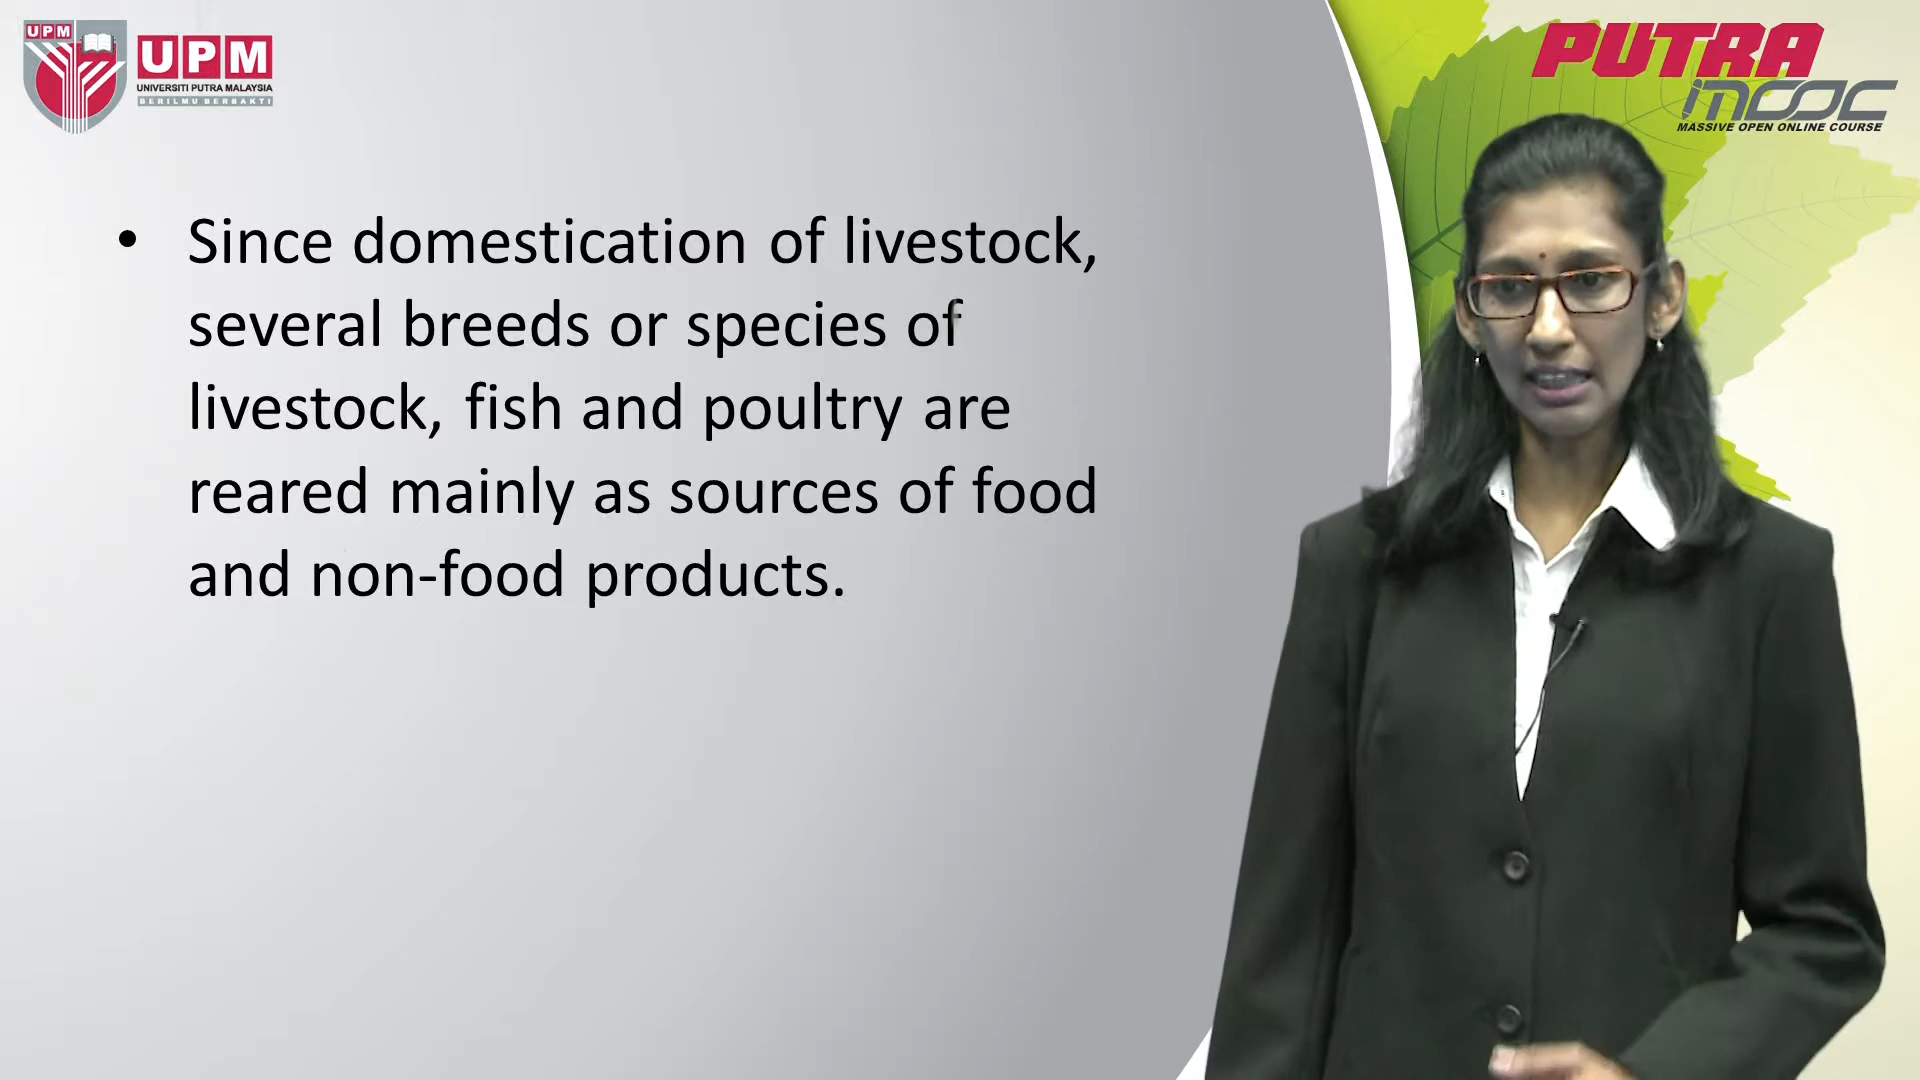 UPM
UPM
UNIVERSITI PUTRA MALAYSIA
BERILMU BERBAKTI
PUTRA
mooc
MASSIVE OPEN ONLINE COURSE
• Since domestication of livestock,
several breeds or species of
livestock, fish and poultry are
reared mainly as sources of food
and non-food products.